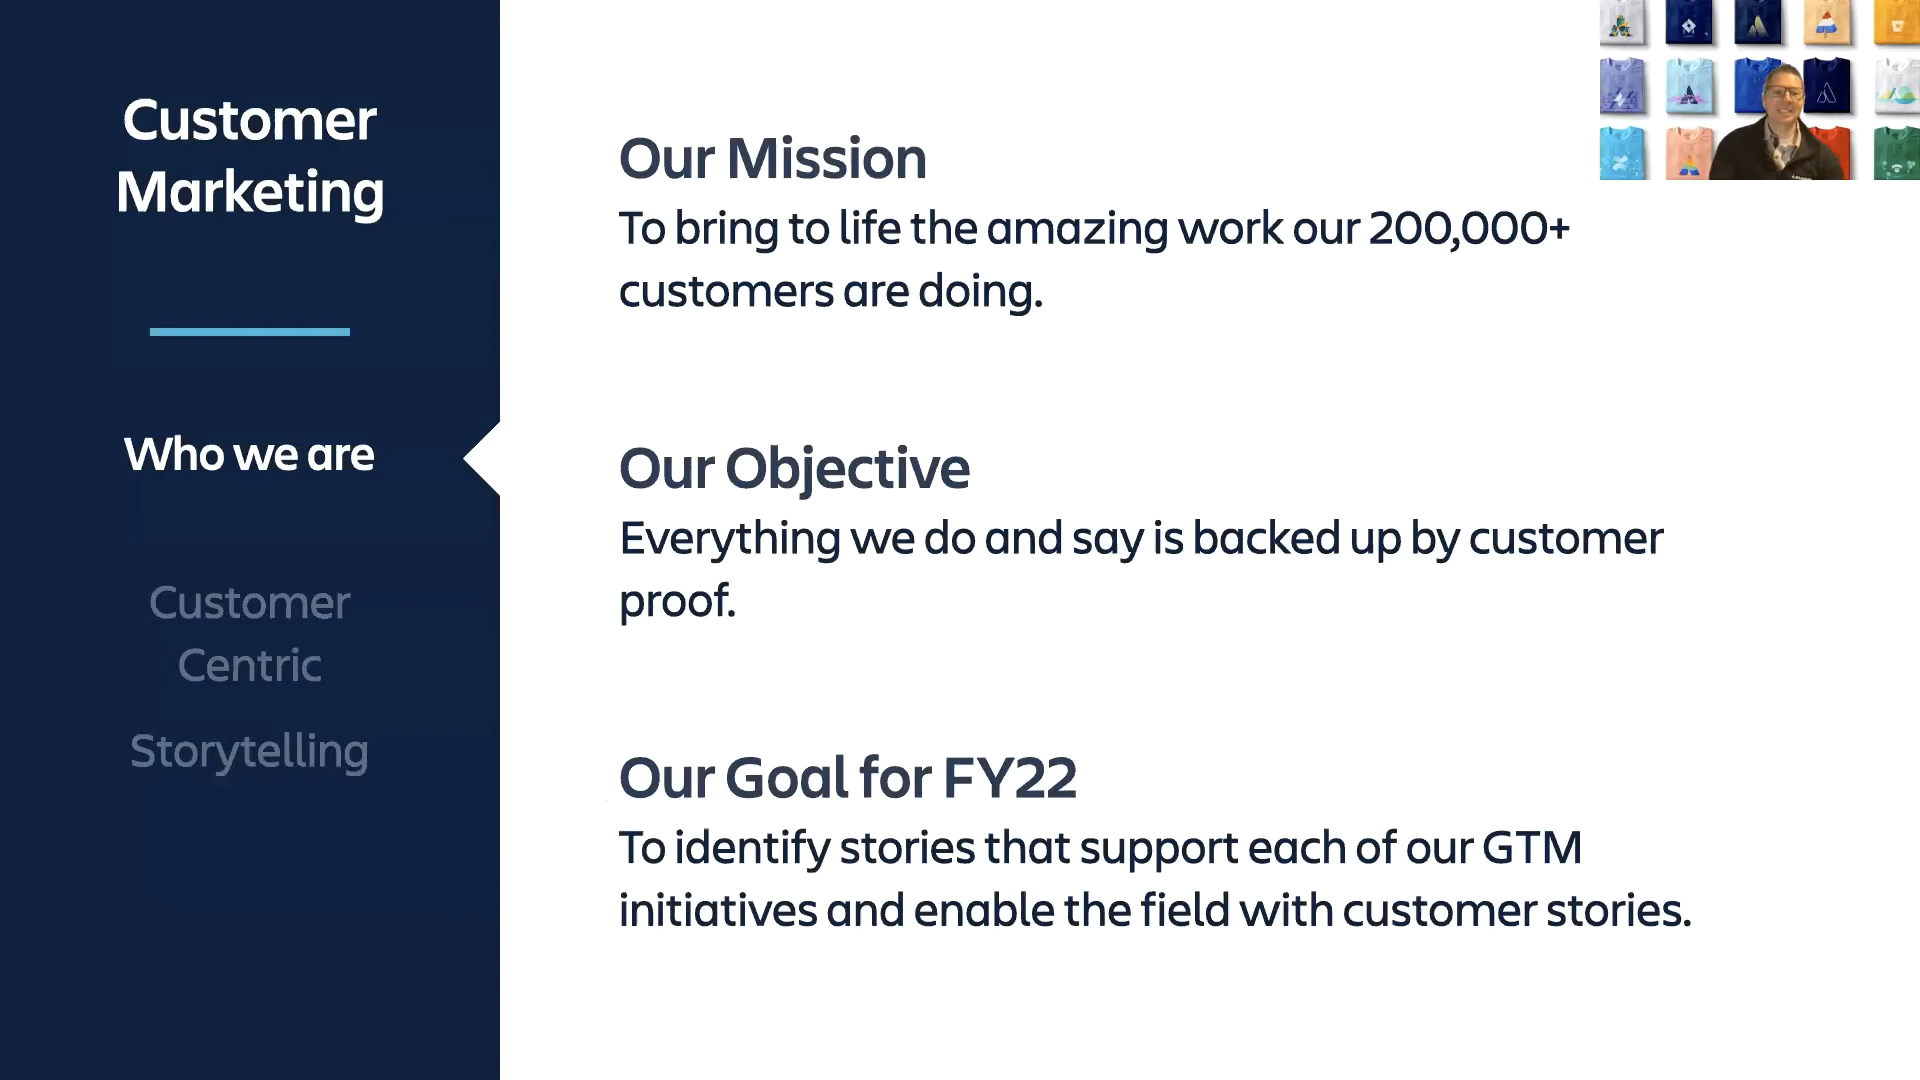 Customer
Marketing
Who we are
Customer
Centric
Storytelling
Our Mission
To bring to life the amazing work our 200,000+
customers are doing.
Our Objective
Everything we do and say is backed up by customer
proof.
Our Goal for FY22
To identify stories that support each of our GTM
initiatives and enable the field with customer stories.